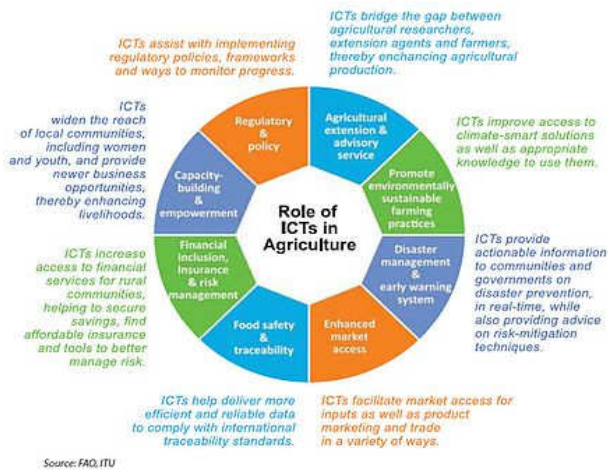 ICTs assist with implementing
regulatory policies, frameworks
and ways to monitor progress.
ICTs bridge the gap between
agricultural researchers,
extension agents and farmers,
thereby enchancing agricultural
production.
ICTs
widen the reach
of local communities,
including women
and youth, and provide
newer business
opportunities,
thereby enhancing
livelihoods.
Regulatory
&
policy
Agricultural
extension &
advisory
service
ICTs improve access to
climate-smart solutions
as well as appropriate
knowledge to use them.
Capacity-
building &
empowerment
Promote
environmentally
sustainable
farming
practices
Role of
ICTs in
Agriculture
ICTs increase
access to financial
services for rural
communities,
helping to secure
savings, find
affordable insurance
and tools to better
manage risk.
Financial
inclusion,
Insurance
& risk
management
Disaster
management
&
early warning
system
ICTs provide
actionable information
to communities and
governments on
disaster prevention,
in real-time, while
also providing advice
on risk-mitigation
techniques.
Food safety
&
traceability
Enhanced
market
access
ICTs help deliver more
efficient and reliable data
to comply with international
traceability standards.
ICTs facilitate market access for
inputs as well as product
marketing and trade
in a variety of ways.
Source: FAO, ITU